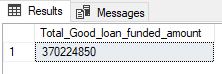 Results Messages
Total_Good_loan_funded_amount
1 370224850